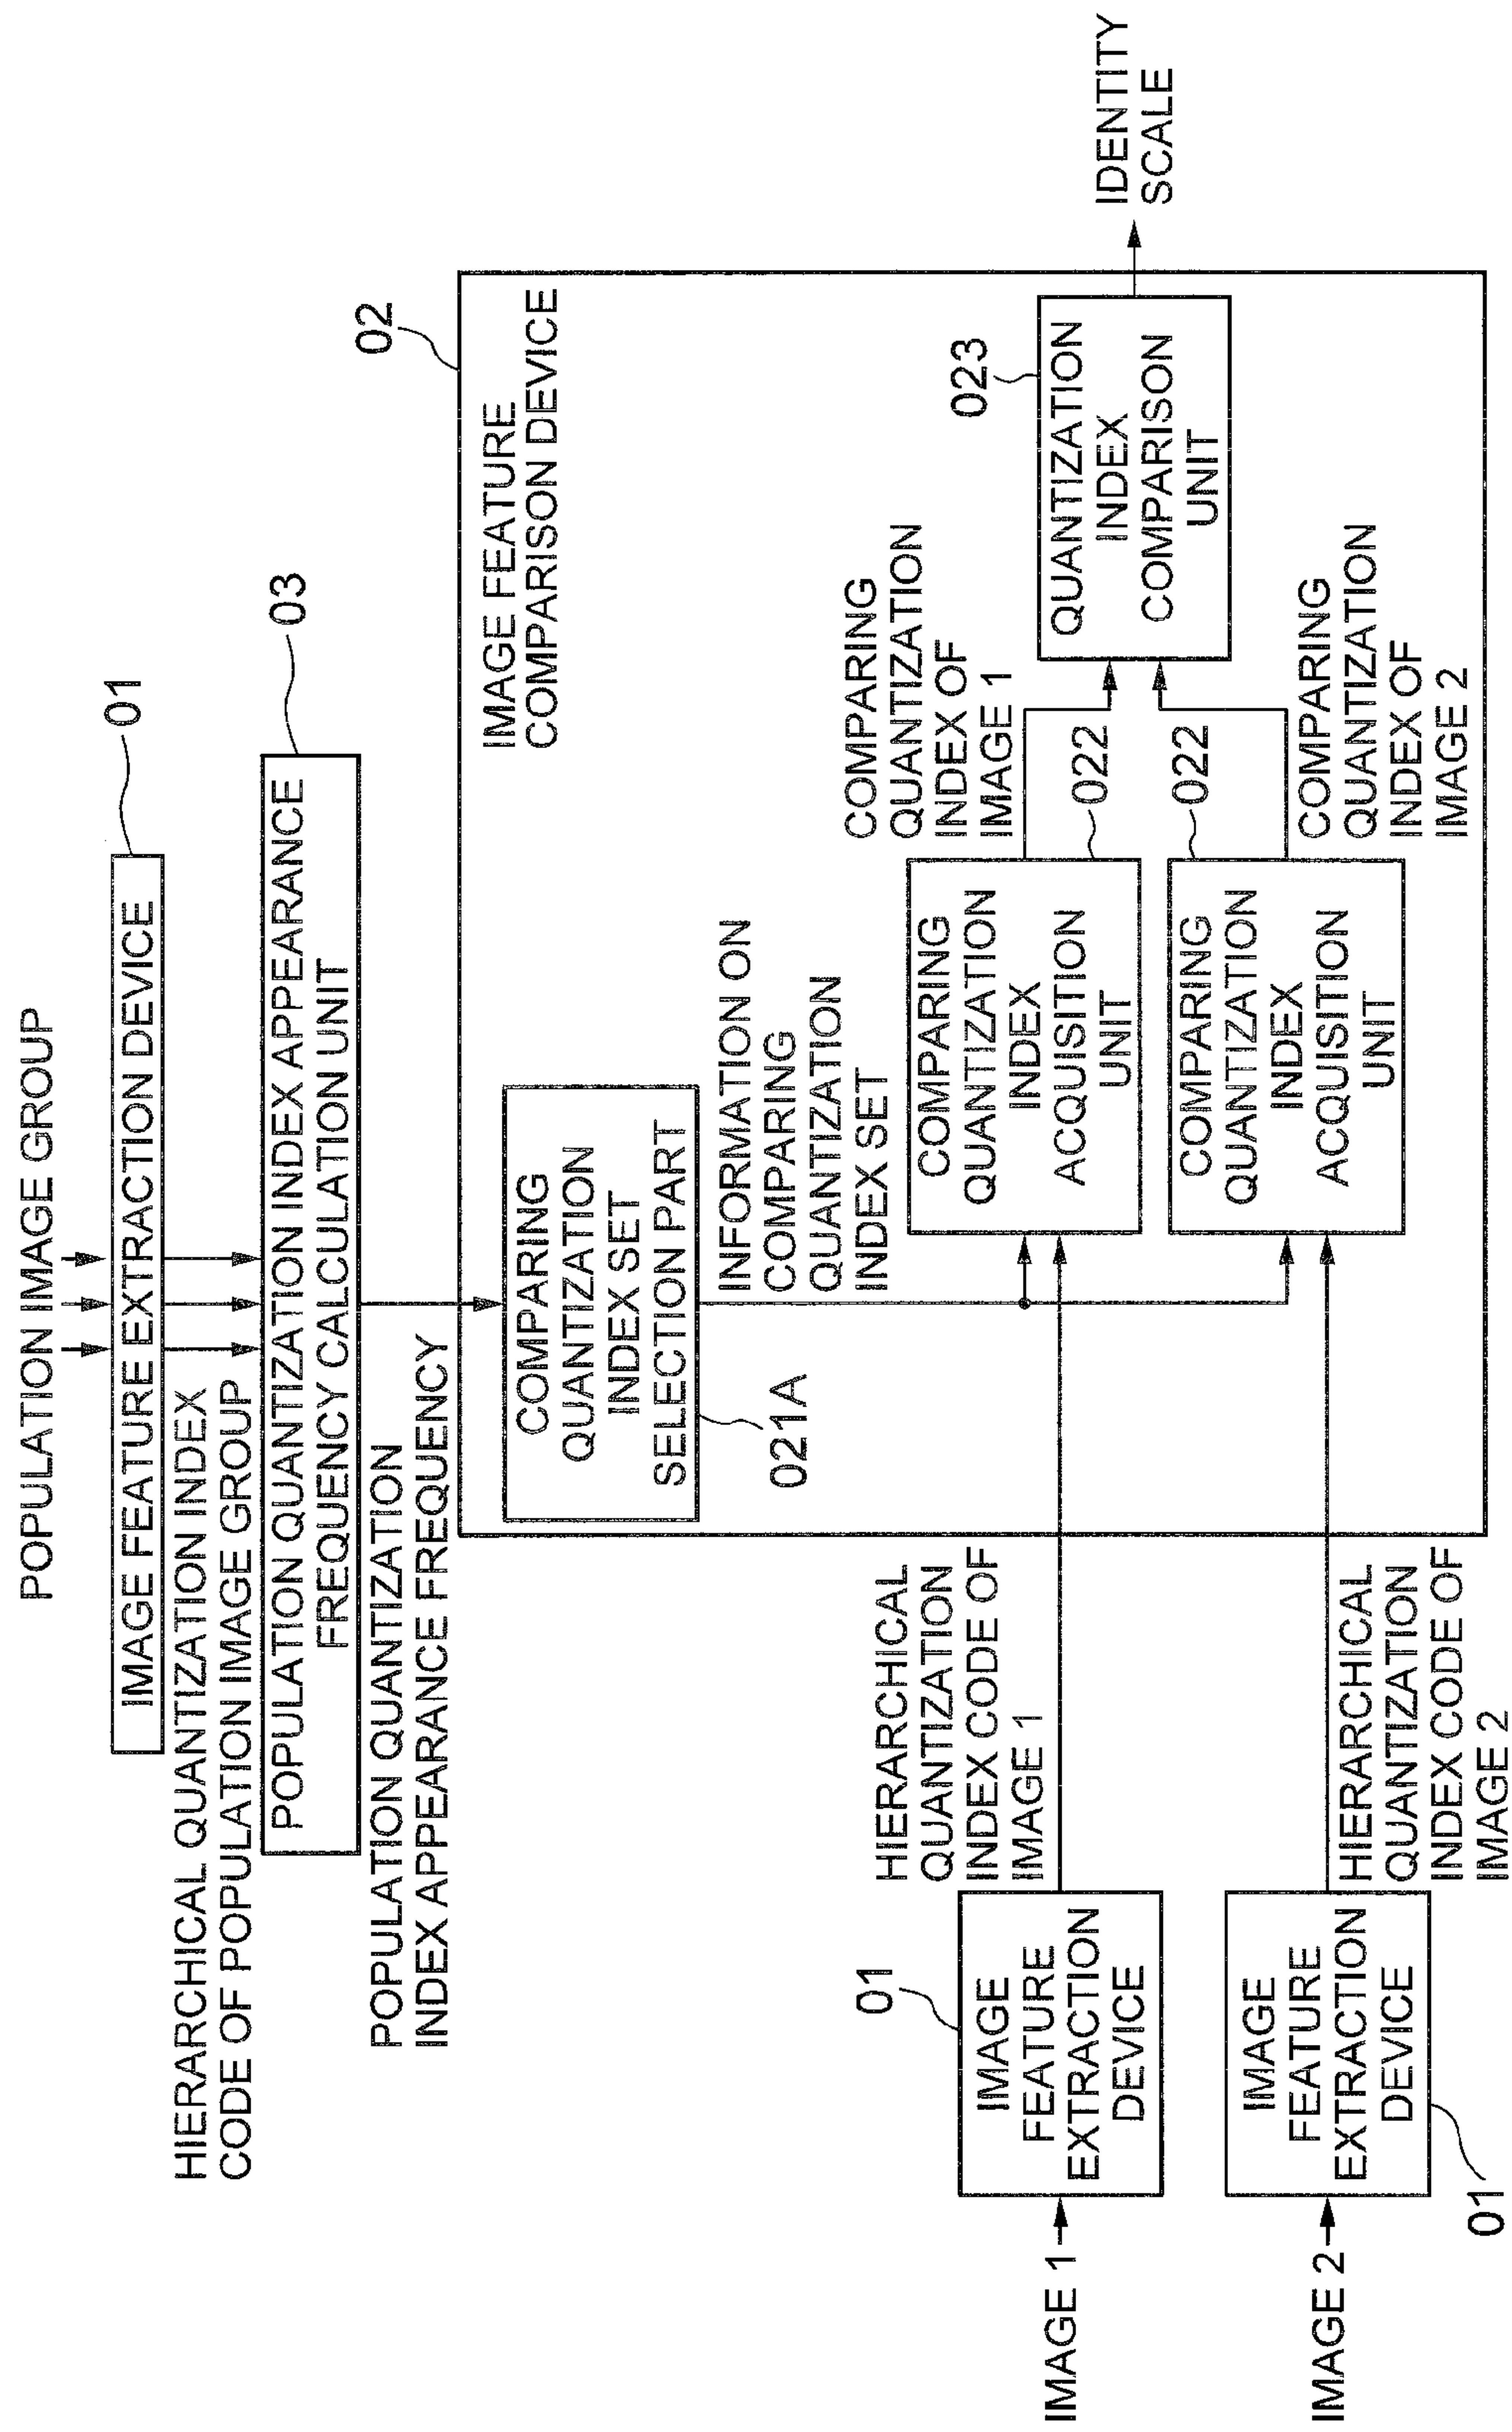 POPULATION IMAGE GROUP
01
IMAGE FEATURE EXTRACTION DEVICE
HIERARCHICAL QUANTIZATION INDEX
CODE OF POPULATION IMAGE GROUP
03
POPULATION QUANTIZATION INDEX APPEARANCE
FREQUENCY CALCULATION UNIT
POPULATION QUANTIZATION
INDEX APPEARANCE FREQUENCY
02
IMAGE FEATURE
COMPARISON DEVICE
COMPARING
QUANTIZATION
INDEX SET
SELECTION PART
021A
INFORMATION ON
COMPARING
QUANTIZATION
INDEX SET
IMAGE 1
01
IMAGE
FEATURE
EXTRACTION
DEVICE
HIERARCHICAL
QUANTIZATION
INDEX CODE OF
IMAGE 1
COMPARING
QUANTIZATION
INDEX
ACQUISITION
UNIT
022
COMPARING
QUANTIZATION
INDEX OF
IMAGE 1
023
QUANTIZATION
INDEX
COMPARISON
UNIT
IDENTITY
SCALE
IMAGE 2
IMAGE
FEATURE
EXTRACTION
DEVICE
01
HIERARCHICAL
QUANTIZATION
INDEX CODE OF
IMAGE 2
COMPARING
QUANTIZATION
INDEX
ACQUISITION
UNIT
022
COMPARING
QUANTIZATION
INDEX OF
IMAGE 2